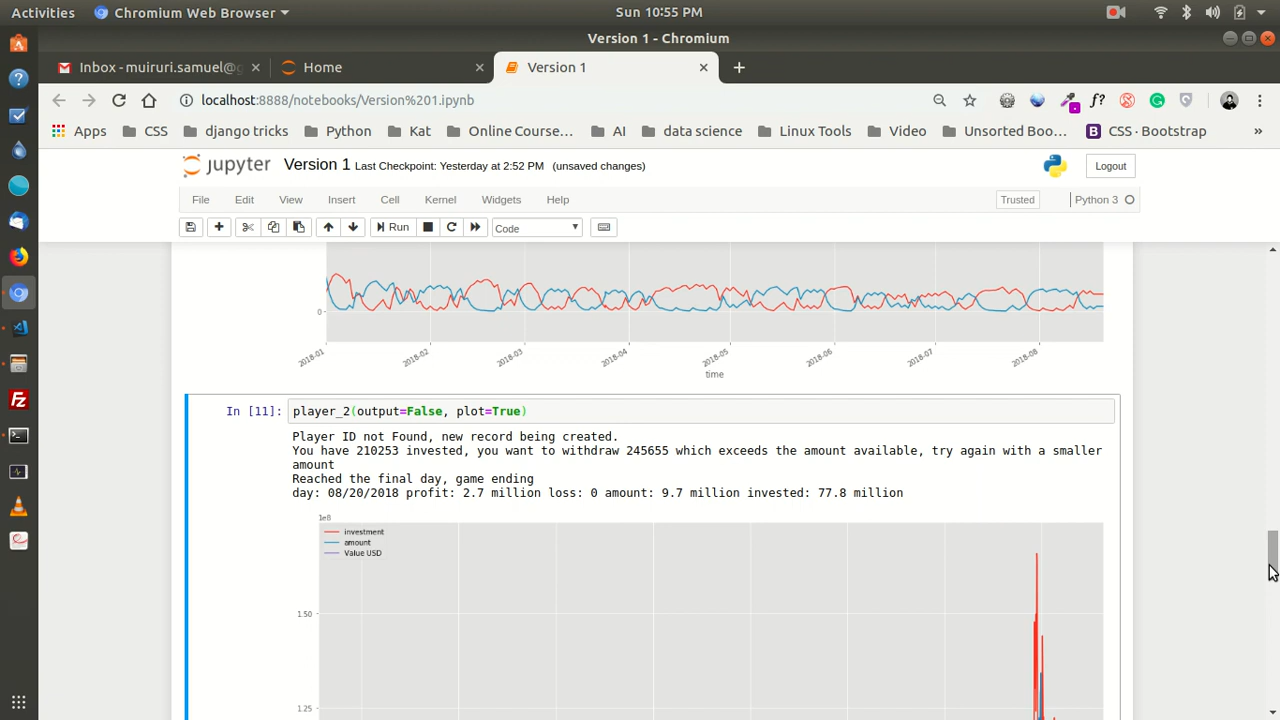 Activities Chromium Web Browser Sun 10:55 PM
Version 1 - Chromium
Inbox - muiruri.samuel@g Home Version 1
localhost:8888/notebooks/Version%201.ipynb
Apps CSS django tricks Python Kat Online Course... AI data science Linux Tools Video Unsorted Boo... CSS · Bootstrap »
jupyter Version 1 Last Checkpoint: Yesterday at 2:52 PM (unsaved changes) Logout
File Edit View Insert Cell Kernel Widgets Help Trusted Python 3
Run Code
0
2018-01 2018-02 2018-03 2018-04 2018-05 2018-06 2018-07 2018-08
time
In [11]: player_2(output=False, plot=True)
Player ID not Found, new record being created.
You have 210253 invested, you want to withdraw 245655 which exceeds the amount available, try again with a smaller
amount
Reached the final day, game ending
day: 08/20/2018 profit: 2.7 million loss: 0 amount: 9.7 million invested: 77.8 million
1e8
investment
amount
Value USD
1.50
1.25